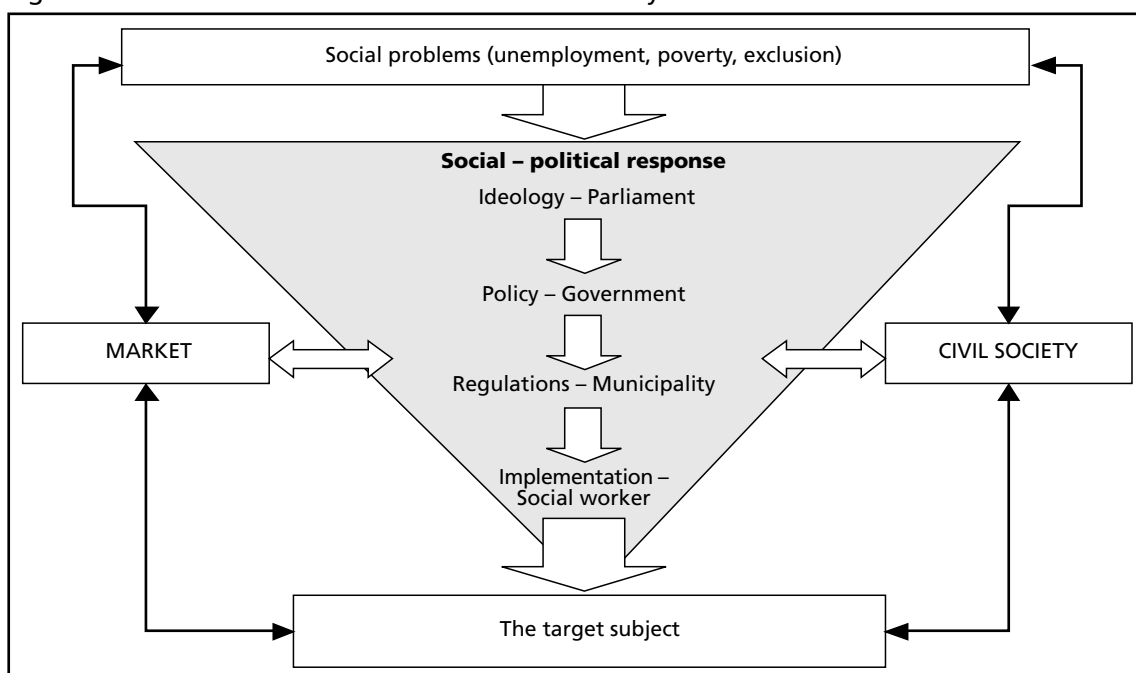 Social problems (unemployment, poverty, exclusion)
Social – political response
Ideology – Parliament
Policy – Government
MARKET
CIVIL SOCIETY
Regulations – Municipality
Implementation –
Social worker
The target subject